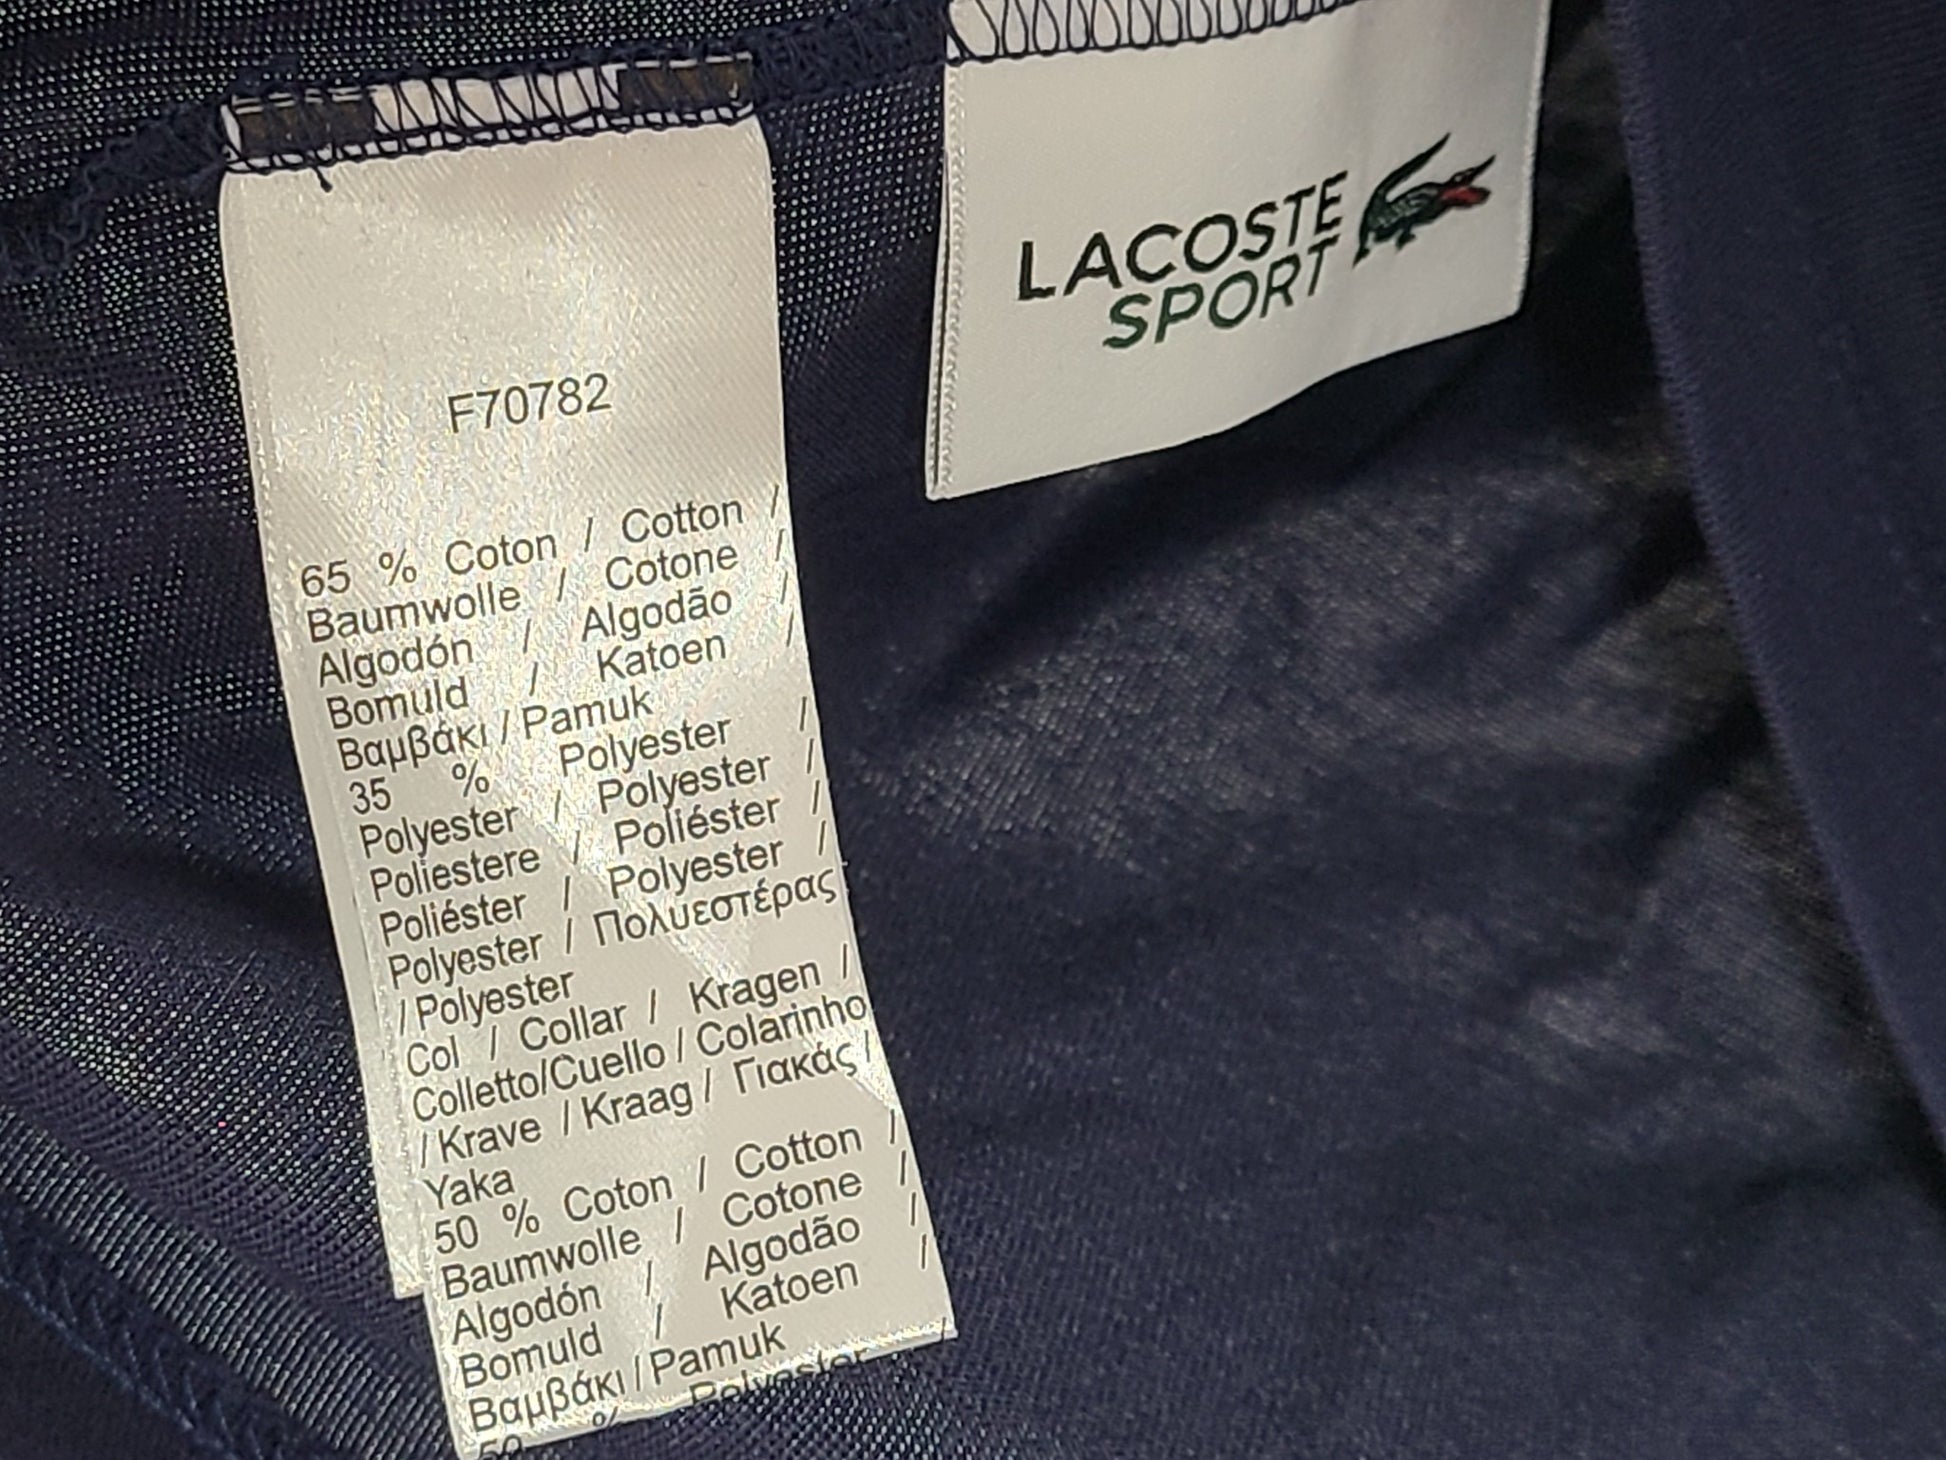 F70782
65 % Coton / Cotton /
Baumwolle / Cotone /
Algodón / Algodão /
Bomuld / Katoen /
Βαμβάκι / Pamuk
35 % Polyester /
Polyester / Polyester /
Poliestere / Poliéster /
Poliéster / Polyester /
Polyester / Πολυεστέρας
/ Polyester
Col / Collar / Kragen /
Colletto/Cuello / Colarinho
/ Krave / Kraag / Γιακάς /
Yaka
50 % Coton / Cotton /
Baumwolle / Cotone /
Algodón / Algodão /
Bomuld / Katoen /
Βαμβάκι / Pamuk
50 % Polyester
LACOSTE
SPORT